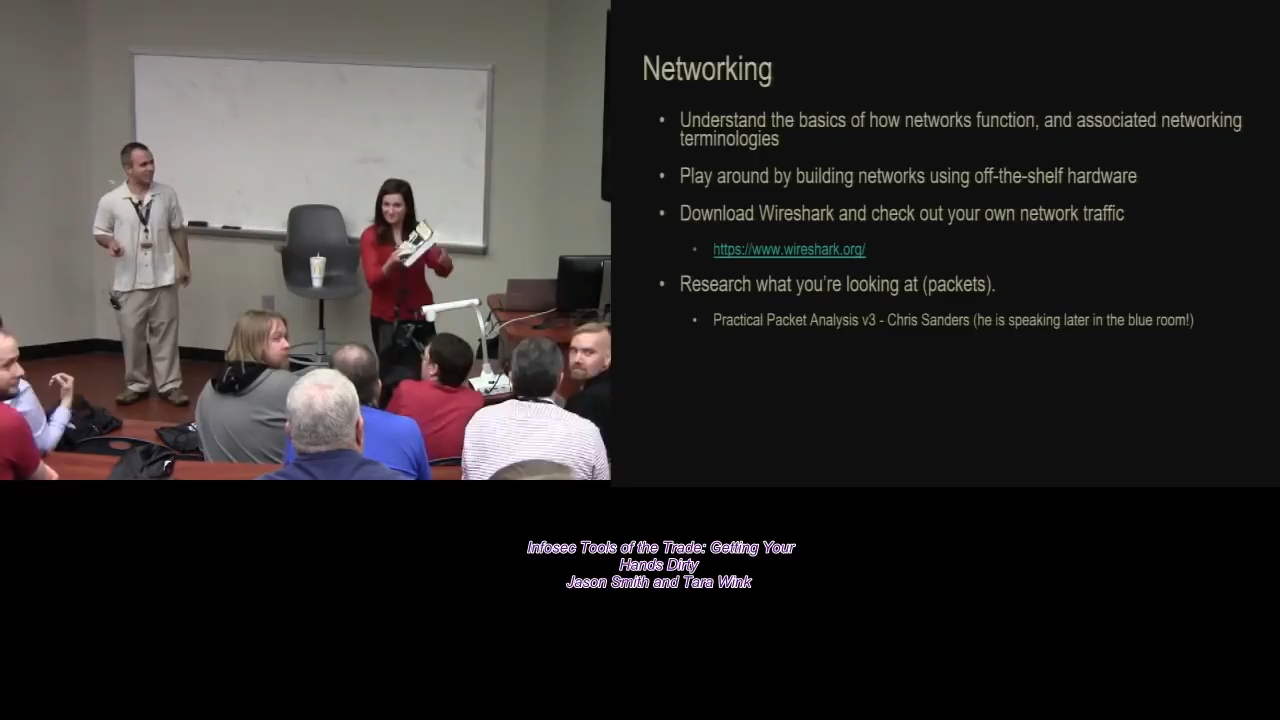 Networking
• Understand the basics of how networks function, and associated networking
terminologies
• Play around by building networks using off-the-shelf hardware
• Download Wireshark and check out your own network traffic
• https://www.wireshark.org/
• Research what you're looking at (packets).
• Practical Packet Analysis v3 - Chris Sanders (he is speaking later in the blue room!)
Infosec Tools of the Trade: Getting Your
Hands Dirty
Jason Smith and Tara Wink